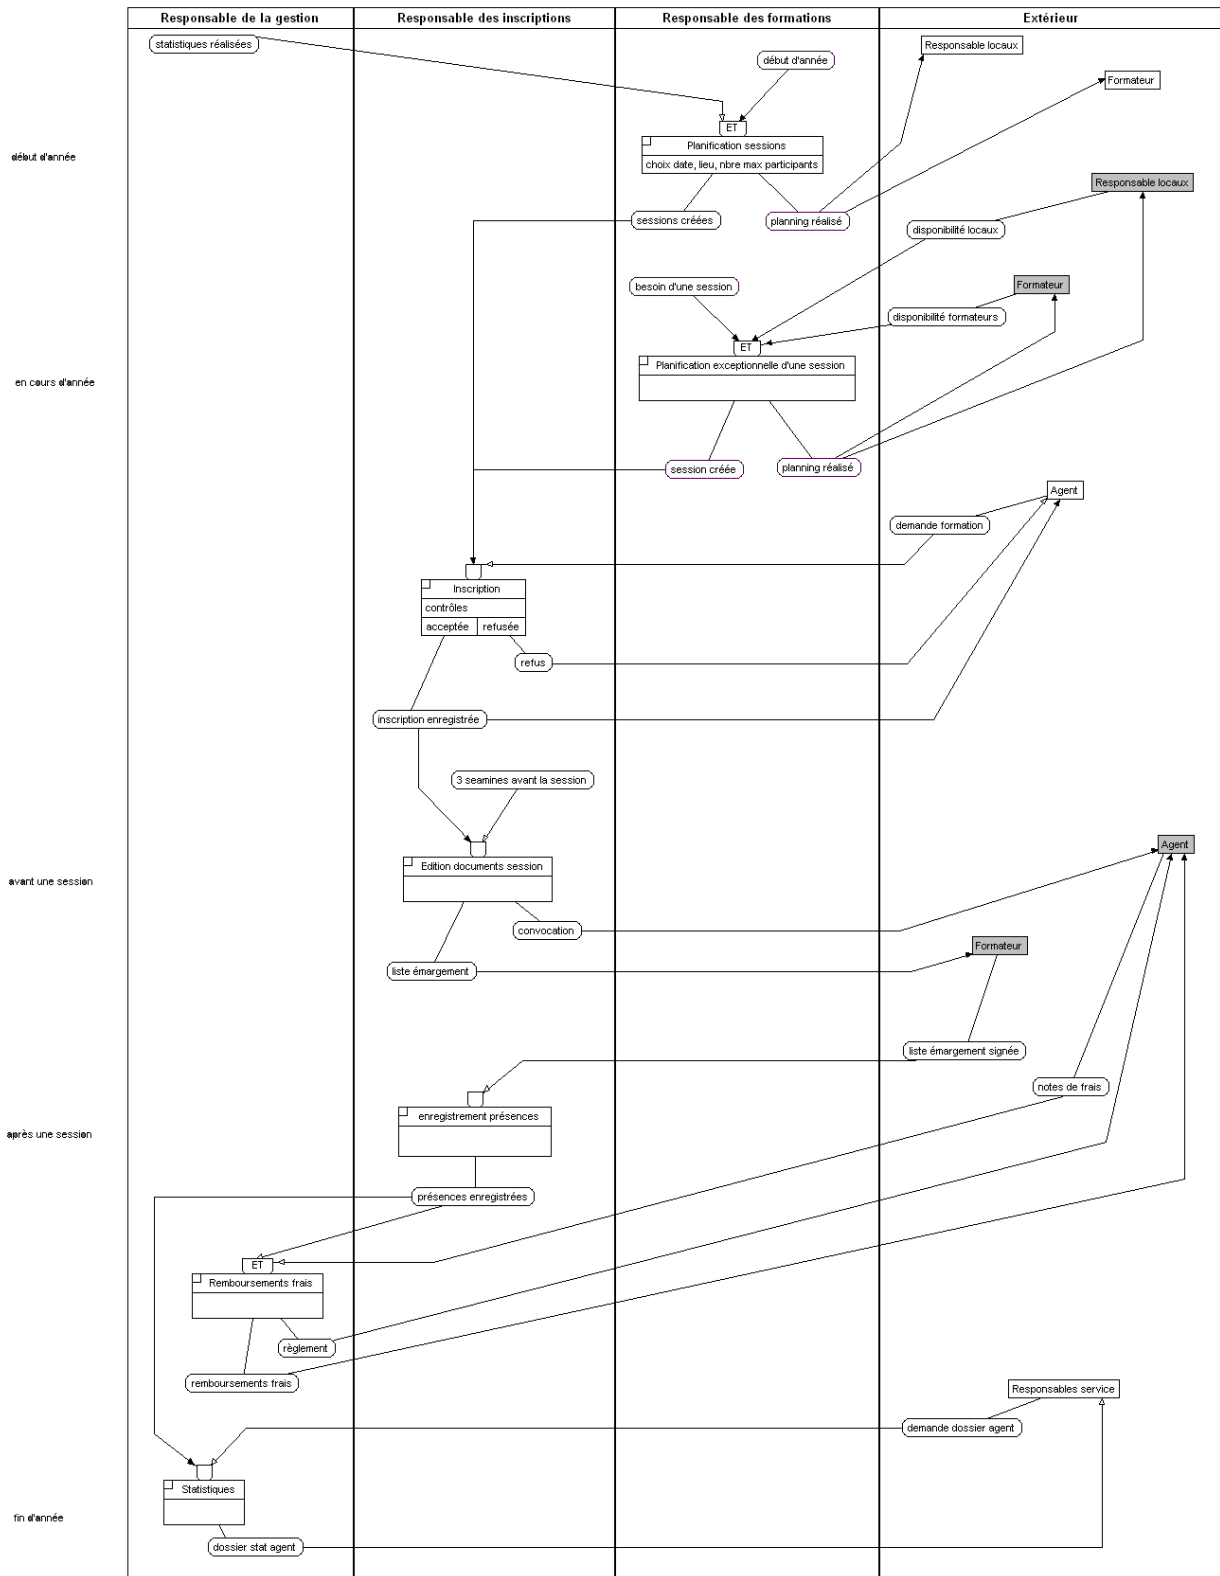 Responsable de la gestion
Responsable des inscriptions
Responsable des formations
Extérieur
statistiques réalisées
Responsable locaux
début d'année
Formateur
ET
Planification sessions
choix date, lieu, nbre max participants
début d'année
Responsable locaux
sessions créées
planning réalisé
disponibilité locaux
besoin d'une session
Formateur
disponibilité formateurs
ET
Planification exceptionnelle d'une session
en cours d'année
session créée
planning réalisé
Agent
demande formation
Inscription
contrôles
acceptée
refusée
refus
inscription enregistrée
3 seamines avant la session
Agent
Edition documents session
avant une session
convocation
Formateur
liste émargement
liste émargement signée
notes de frais
enregistrement présences
après une session
présences enregistrées
ET
Remboursements frais
règlement
remboursements frais
Responsables service
demande dossier agent
Statistiques
fin d'année
dossier stat agent